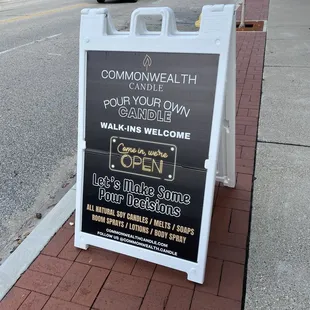 COMMONWEALTH
CANDLE
POUR YOUR OWN
CANDLE
WALK-INS WELCOME
Come in, we're
OPEN
Let's Make Some
Pour Decisions
ALL NATURAL SOY CANDLES / MELTS / SOAPS
ROOM SPRAYS / LOTIONS / BODY SPRAY
COMMONWEALTHCANDLE.COM
FOLLOW US @COMMONWEALTH.CANDLE